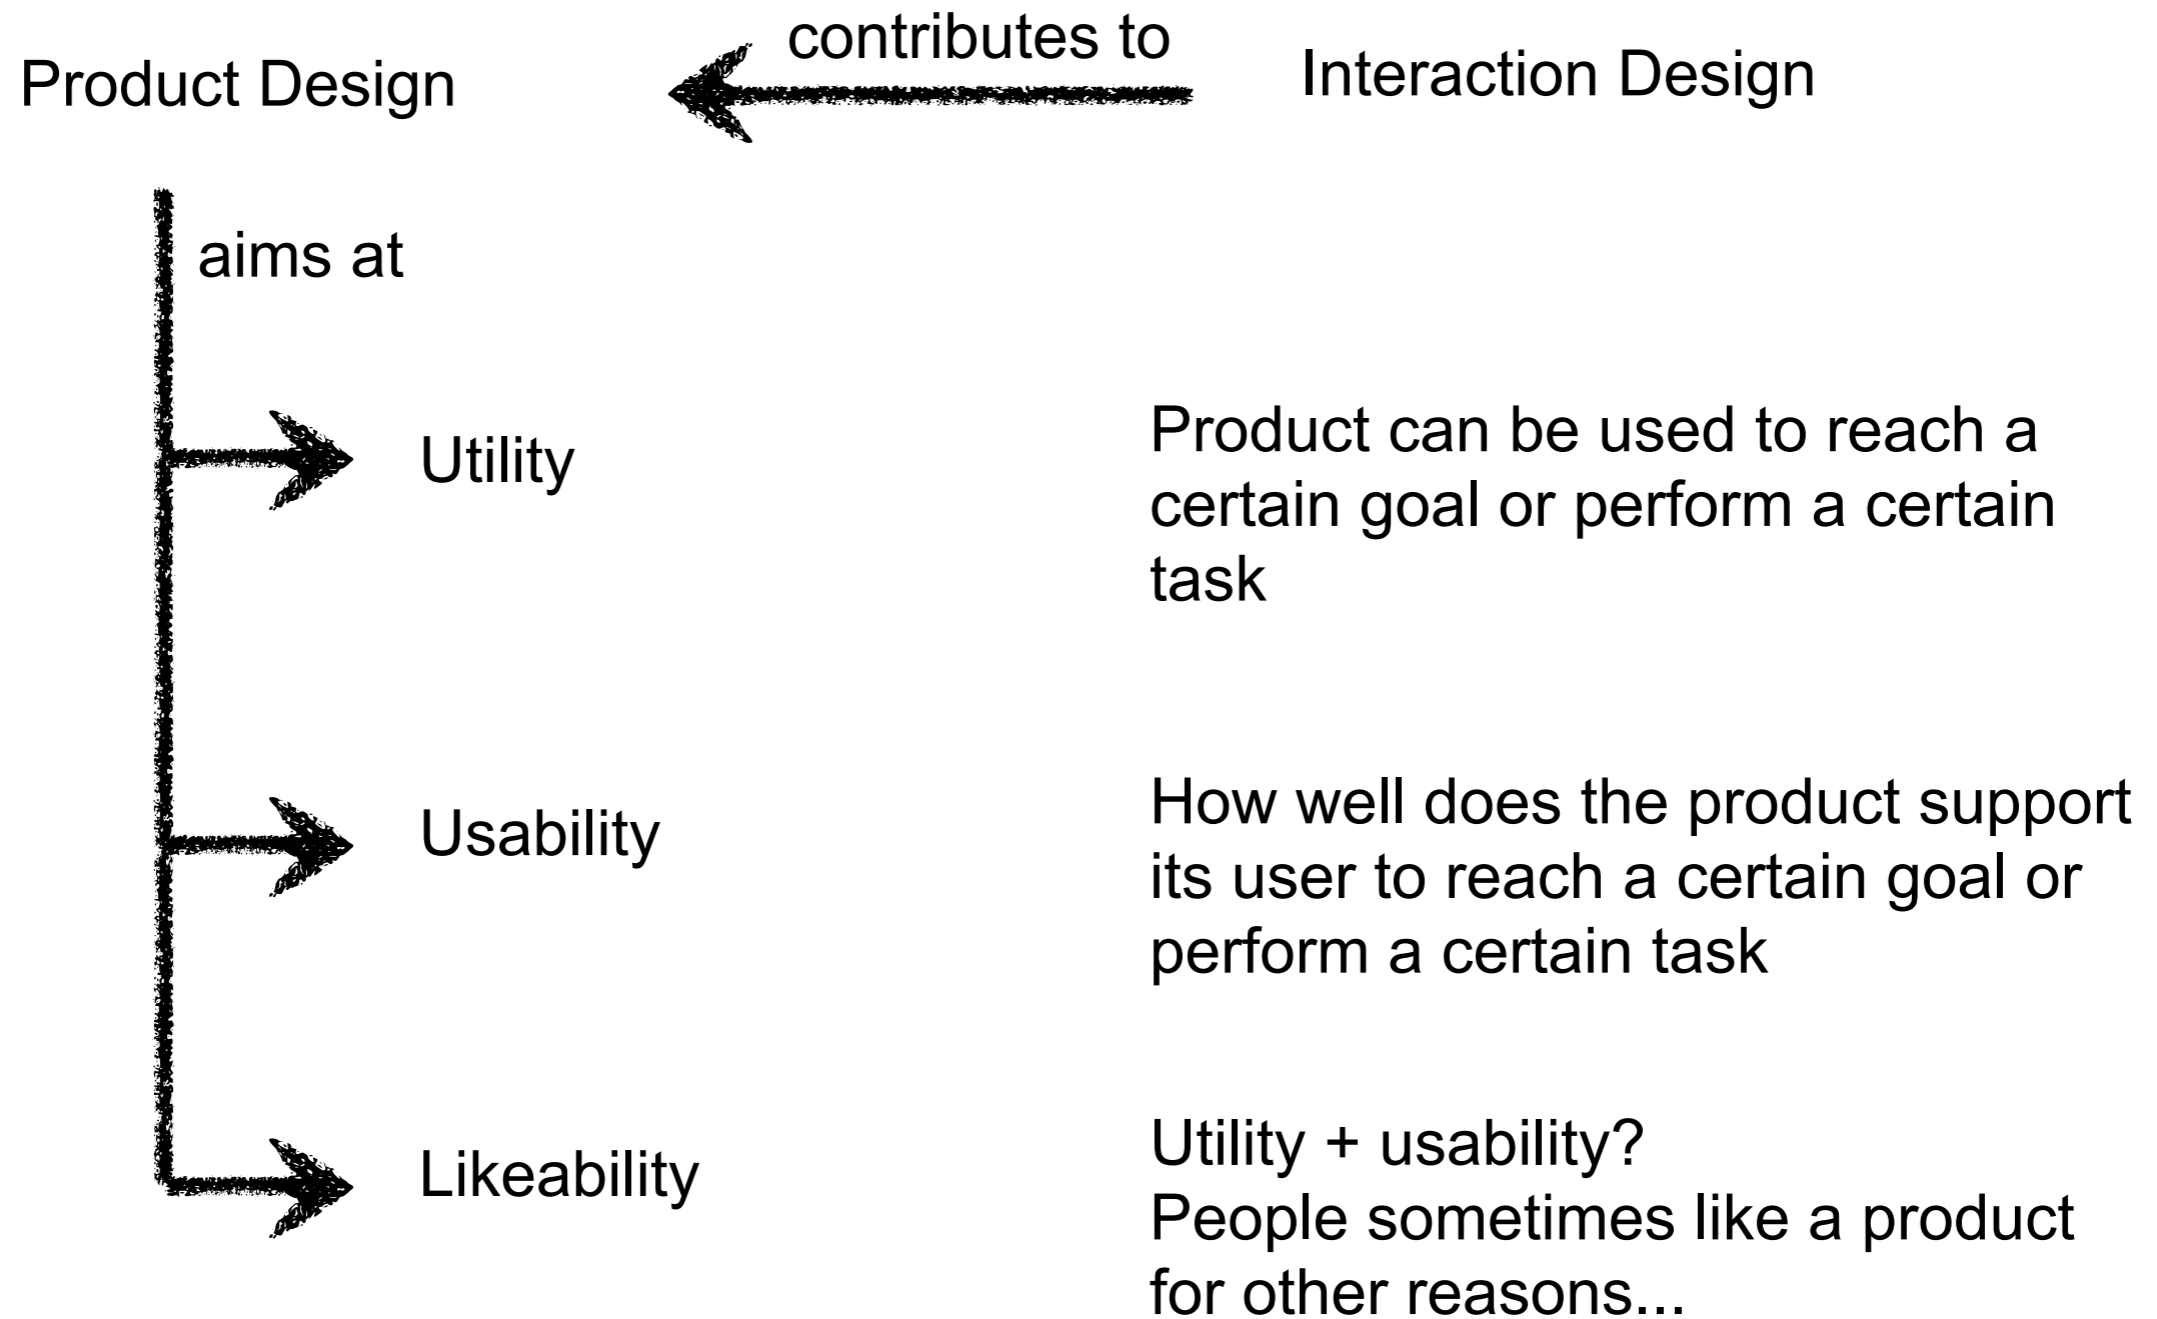 contributes to
Product Design
Interaction Design
aims at
Utility
Product can be used to reach a
certain goal or perform a certain
task
Usability
How well does the product support
its user to reach a certain goal or
perform a certain task
Likeability
Utility + usability?
People sometimes like a product
for other reasons...